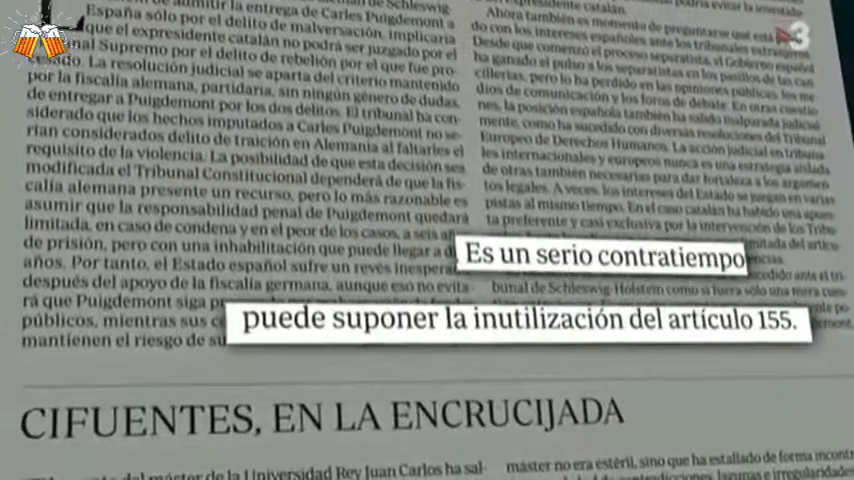 España sólo por el delito de malversación, implicaría
que el expresidente catalán no podrá ser juzgado por el
Supremo por el delito de rebelión por el que fue pro-
La resolución judicial se aparta del criterio mantenido
por la fiscalía alemana, partidaria, sin ningún género de dudas,
de entregar a Puigdemont por los dos delitos. El tribunal ha con-
siderado que los hechos imputados a Carles Puigdemont no se-
rían considerados delito de traición en Alemania al faltarles el
requisito de la violencia. La posibilidad de que esta decisión sea
modificada el Tribunal Constitucional dependerá de que la fis-
calía alemana presente un recurso, pero lo más razonable es
asumir que la responsabilidad penal de Puigdemont quedará
limitada, en caso de condena y en el peor de los casos, a seis
de prisión, pero con una inhabilitación que puede llegar a
años. Por tanto, el Estado español sufre un revés
después del apoyo de la fiscalía germana, aunque eso no evita-
rá que Puigdemont siga
públicos, mientras sus
mantienen el riesgo de su
Ahora también es momento de preguntarse qué está
do con los intereses españoles ante los tribunales extranjeros.
Desde que comenzó el proceso separatista, el Gobierno español
ha ganado el pulso a los separatistas en los pasillos de las can-
cillerías, pero lo ha perdido en las opiniones públicas, los me-
dios de comunicación y los foros de debate. En otras cuestio-
nes, la posición española también ha salido malparada judicial-
mente, como ha sucedido con diversas resoluciones del Tribunal
Europeo de Derechos Humanos. La acción judicial en tribuna-
les internacionales y europeos nunca es una estrategia aislada
de otras también necesarias para dar fortaleza a los argumen-
tos legales. A veces, los intereses del Estado se juegan en varias
pistas al mismo tiempo. En el caso catalán ha habido una apues-
ta preferente y casi exclusiva por la intervención de los Tribu-
Es un serio contratiempo
bunal de Schleswig-Holstein como si fuera sólo una mera
puede suponer la inutilización del artículo 155.
CIFUENTES, EN LA ENCRUCIJADA
del máster de la Universidad Rey Juan Carlos ha sal-
máster no era estéril, sino que ha estallado de forma
3